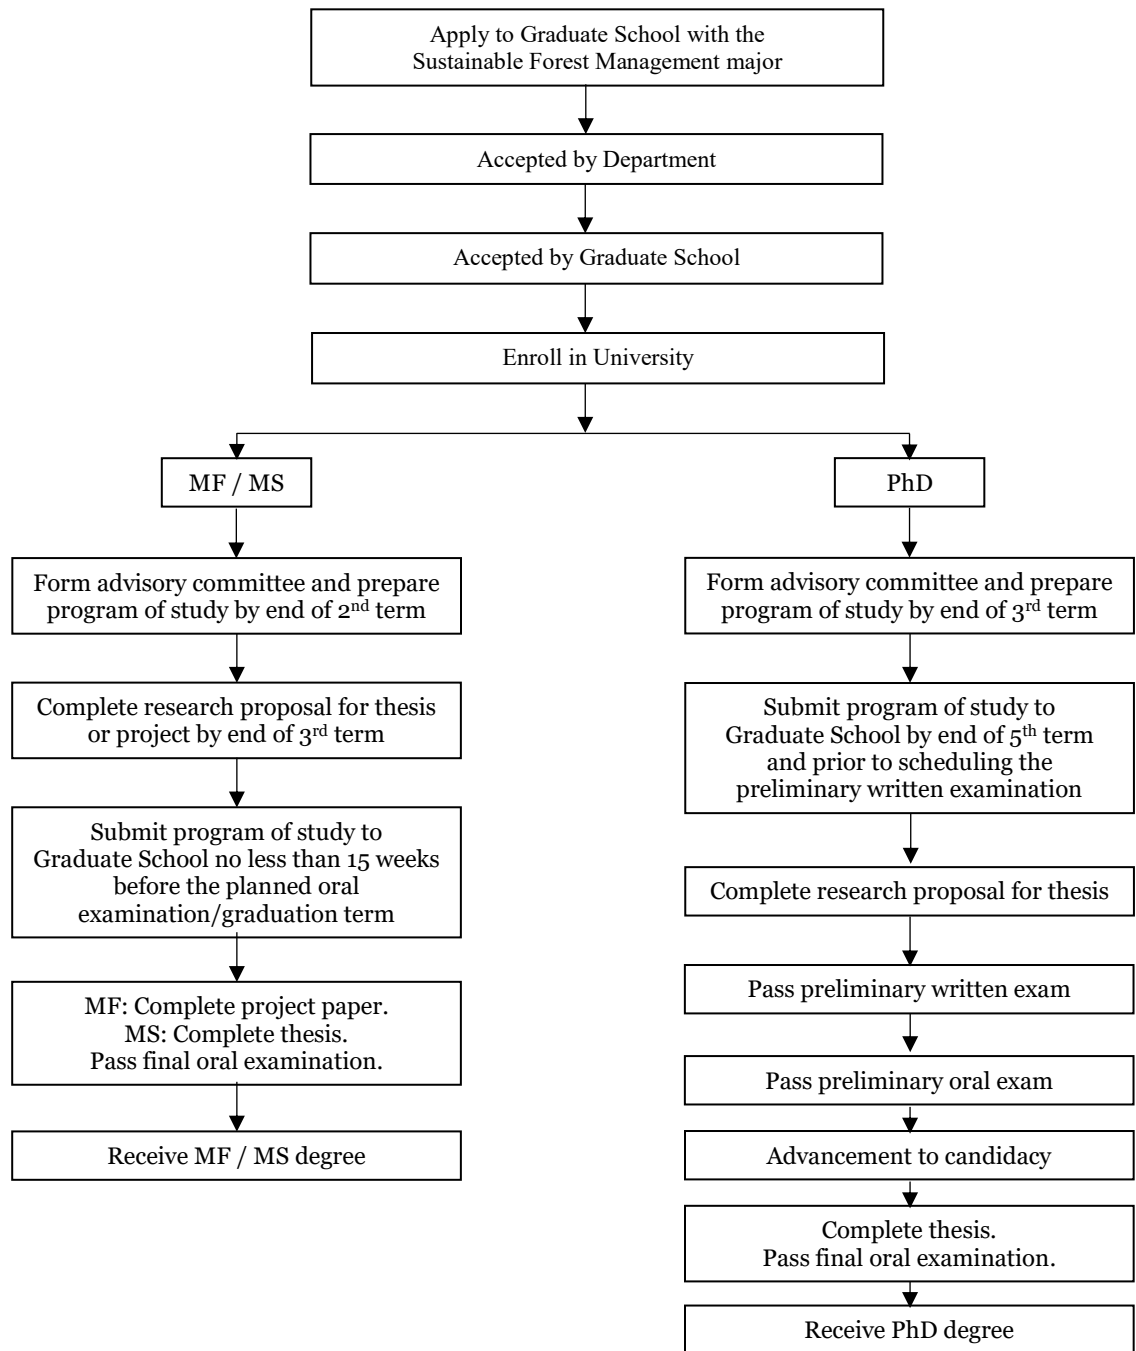 Apply to Graduate School with the
Sustainable Forest Management major
Accepted by Department
Accepted by Graduate School
Enroll in University
MF / MS
Form advisory committee and prepare
program of study by end of 2nd term
Complete research proposal for thesis
or project by end of 3rd term
Submit program of study to
Graduate School no less than 15 weeks
before the planned oral
examination/graduation term
MF: Complete project paper.
MS: Complete thesis.
Pass final oral examination.
Receive MF / MS degree
PhD
Form advisory committee and prepare
program of study by end of 3rd term
Submit program of study to
Graduate School by end of 5th term
and prior to scheduling the
preliminary written examination
Complete research proposal for thesis
Pass preliminary written exam
Pass preliminary oral exam
Advancement to candidacy
Complete thesis.
Pass final oral examination.
Receive PhD degree